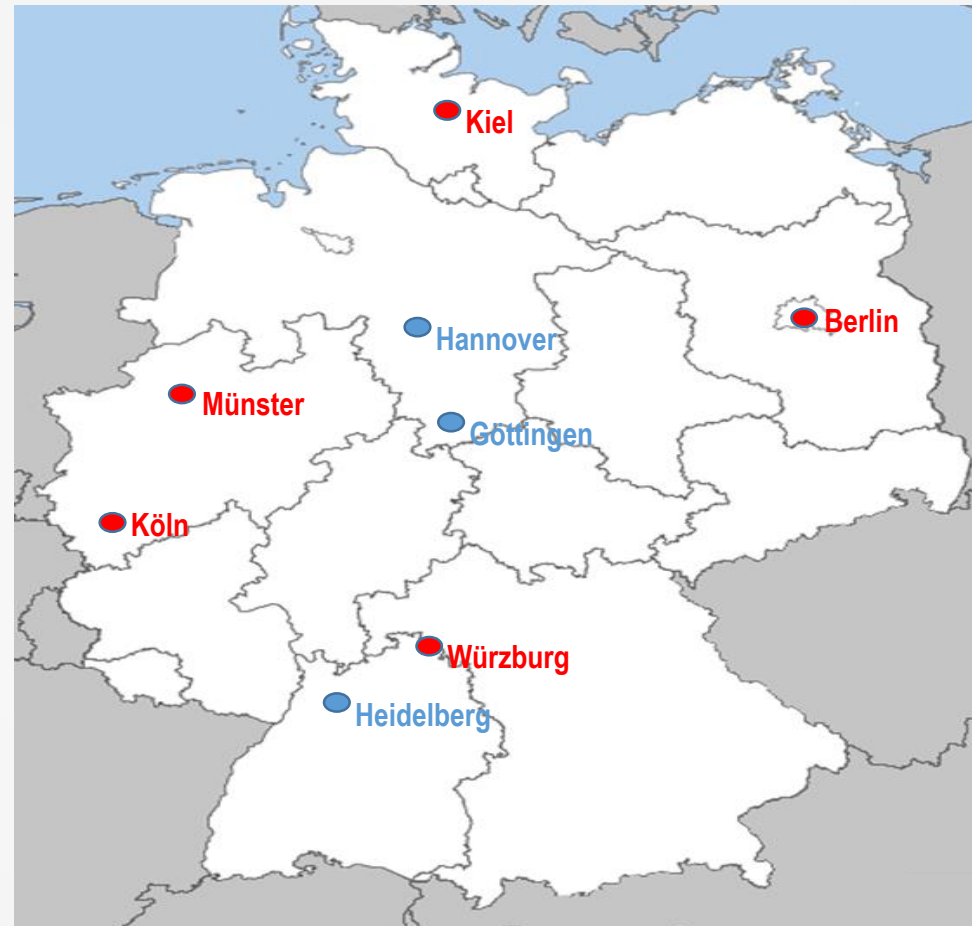 Kiel
Berlin
Hannover
Münster
Göttingen
Köln
Würzburg
Heidelberg